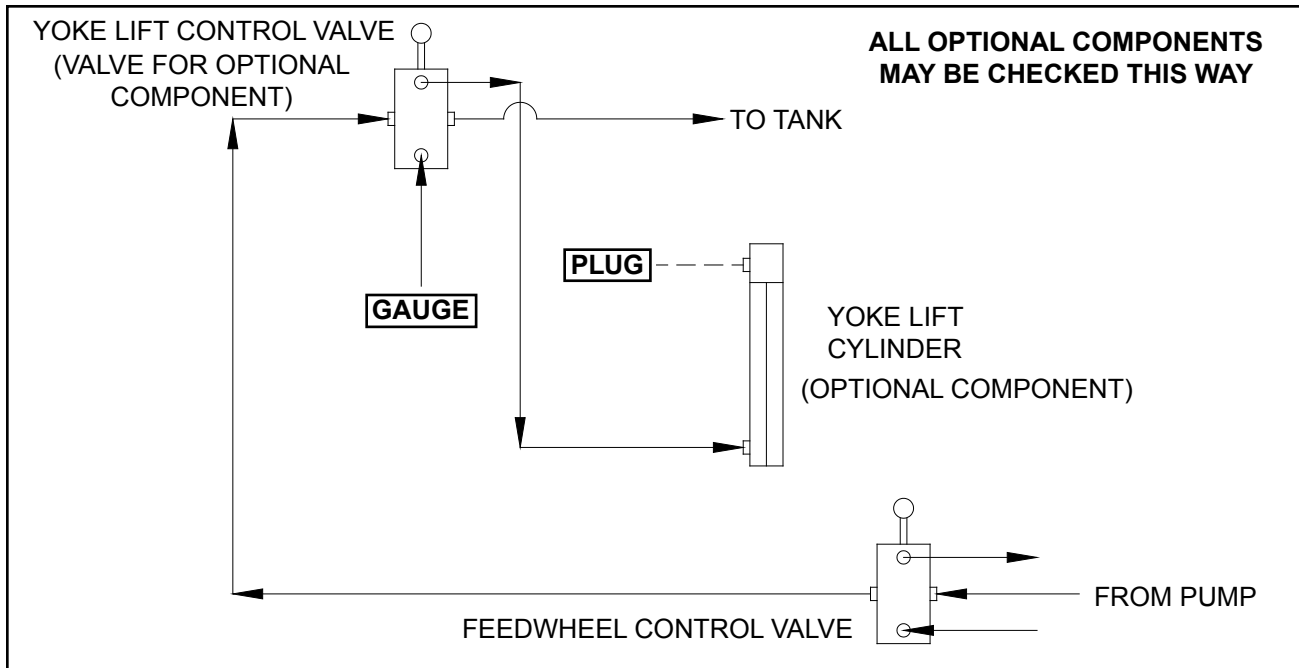 YOKE LIFT CONTROL VALVE
(VALVE FOR OPTIONAL
COMPONENT)
ALL OPTIONAL COMPONENTS
MAY BE CHECKED THIS WAY
TO TANK
PLUG
GAUGE
YOKE LIFT
CYLINDER
(OPTIONAL COMPONENT)
FROM PUMP
FEEDWHEEL CONTROL VALVE